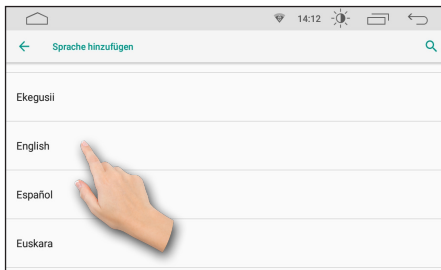 14:12
Sprache hinzufügen
Ekegusii
English
Español
Euskara